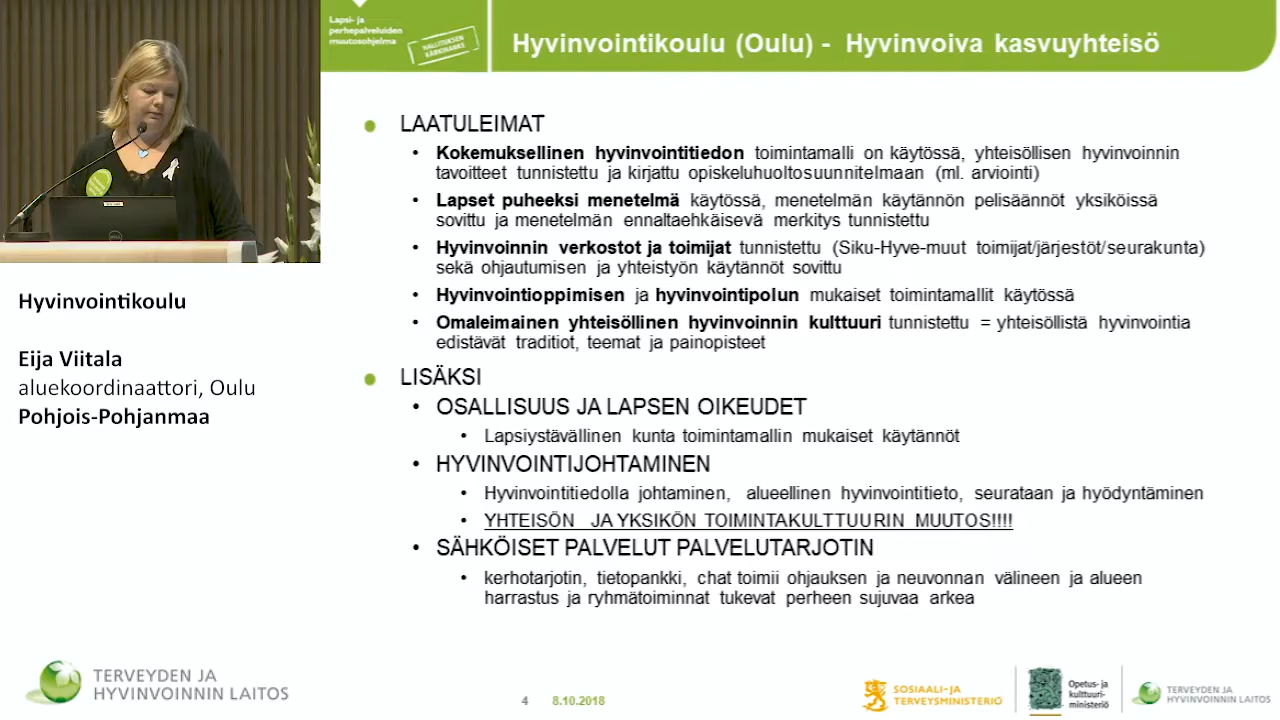 Lapsi- ja
perhepalveluiden
muutosohjelma
HALLITUKSEN
KÄRKIHANKE
Hyvinvointikoulu (Oulu) - Hyvinvoiva kasvuyhteisö
LAATULEIMAT
• Kokemuksellinen hyvinvointitiedon toimintamalli on käytössä, yhteisöllisen hyvinvoinnin
tavoitteet tunnistettu ja kirjattu opiskeluhuoltosuunnitelmaan (ml. arviointi)
• Lapset puheeksi menetelmä käytössä, menetelmän käytännön pelisäännöt yksiköissä
sovittu ja menetelmän ennaltaehkäisevä merkitys tunnistettu
• Hyvinvoinnin verkostot ja toimijat tunnistettu (Siku-Hyve-muut toimijat/järjestöt/seurakunta)
sekä ohjautumisen ja yhteistyön käytännöt sovittu
• Hyvinvointioppimisen ja hyvinvointipolun mukaiset toimintamallit käytössä
• Omaleimainen yhteisöllinen hyvinvoinnin kulttuuri tunnistettu = yhteisöllistä hyvinvointia
edistävät traditiot, teemat ja painopisteet
LISÄKSI
• OSALLISUUS JA LAPSEN OIKEUDET
• Lapsiystävällinen kunta toimintamallin mukaiset käytännöt
• HYVINVOINTIJOHTAMINEN
• Hyvinvointitiedolla johtaminen, alueellinen hyvinvointitieto, seurataan ja hyödyntäminen
• YHTEISÖN JA YKSIKÖN TOIMINTAKULTTUURIN MUUTOS!!!!
• SÄHKÖISET PALVELUT PALVELUTARJOTIN
• kerhotarjotin, tietopankki, chat toimii ohjauksen ja neuvonnan välineen ja alueen
harrastus ja ryhmätoiminnat tukevat perheen sujuvaa arkea
Hyvinvointikoulu
Eija Viitala
aluekoordinaattori, Oulu
Pohjois-Pohjanmaa
TERVEYDEN JA
HYVINVOINNIN LAITOS
4 8.10.2018
SOSIAALI- JA
TERVEYSMINISTERIÖ
Opetus- ja
kulttuuri-
ministeriö
TERVEYDEN JA
HYVINVOINNIN LAITOS